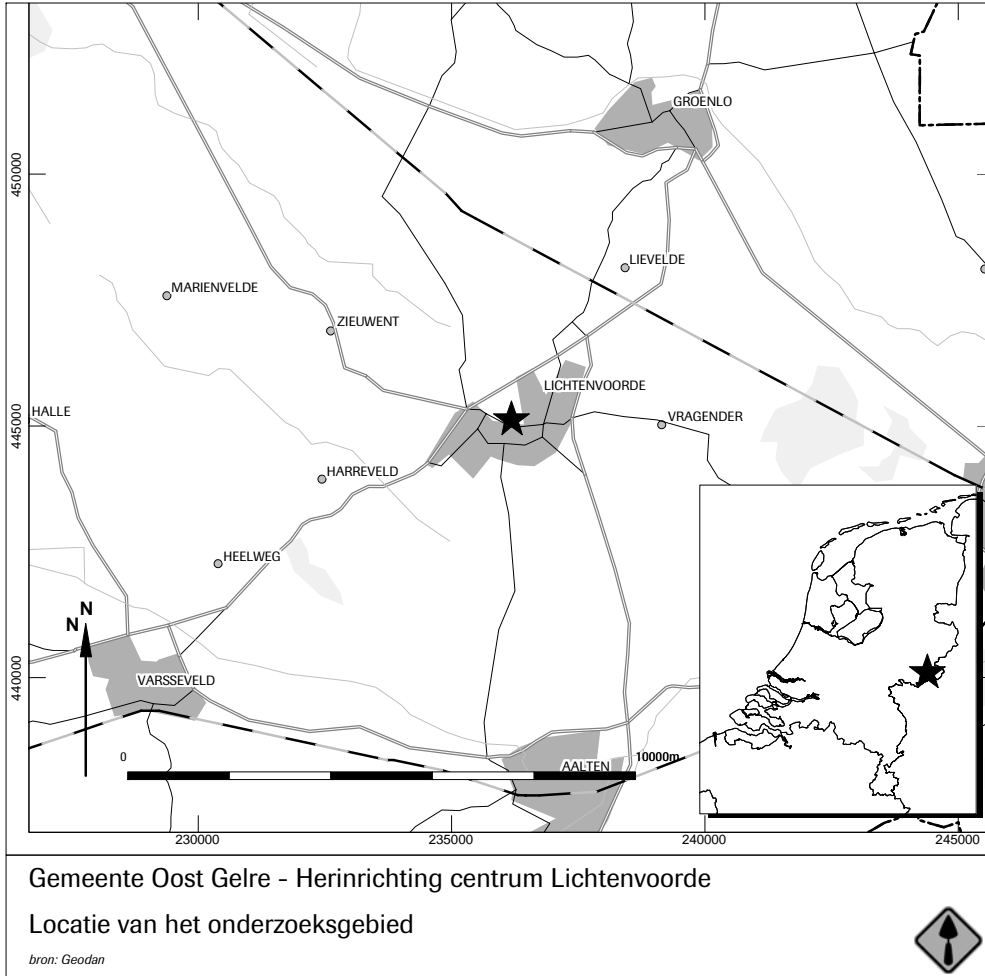 GROENLO
450000
LIEVELDE
MARIENVELDE
ZIEUWENT
LICHTENVOORDE
HALLE
445000
VRAGENDER
HARREVELD
HEELWEG
N
N
440000
VARSSEVELD
0
10000m
AALTEN
230000
235000
240000
245000
Gemeente Oost Gelre - Herinrichting centrum Lichtenvoorde
Locatie van het onderzoeksgebied
bron: Geodan